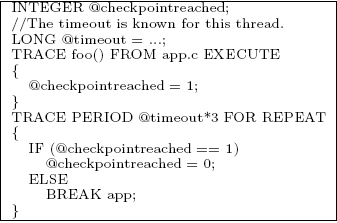 INTEGER @checkpointreached;
//The timeout is known for this thread.
LONG @timeout = ...;
TRACE foo() FROM app.c EXECUTE
{
@checkpointreached = 1;
}
TRACE PERIOD @timeout*3 FOR REPEAT
{
IF (@checkpointreached == 1)
@checkpointreached = 0;
ELSE
BREAK app;
}